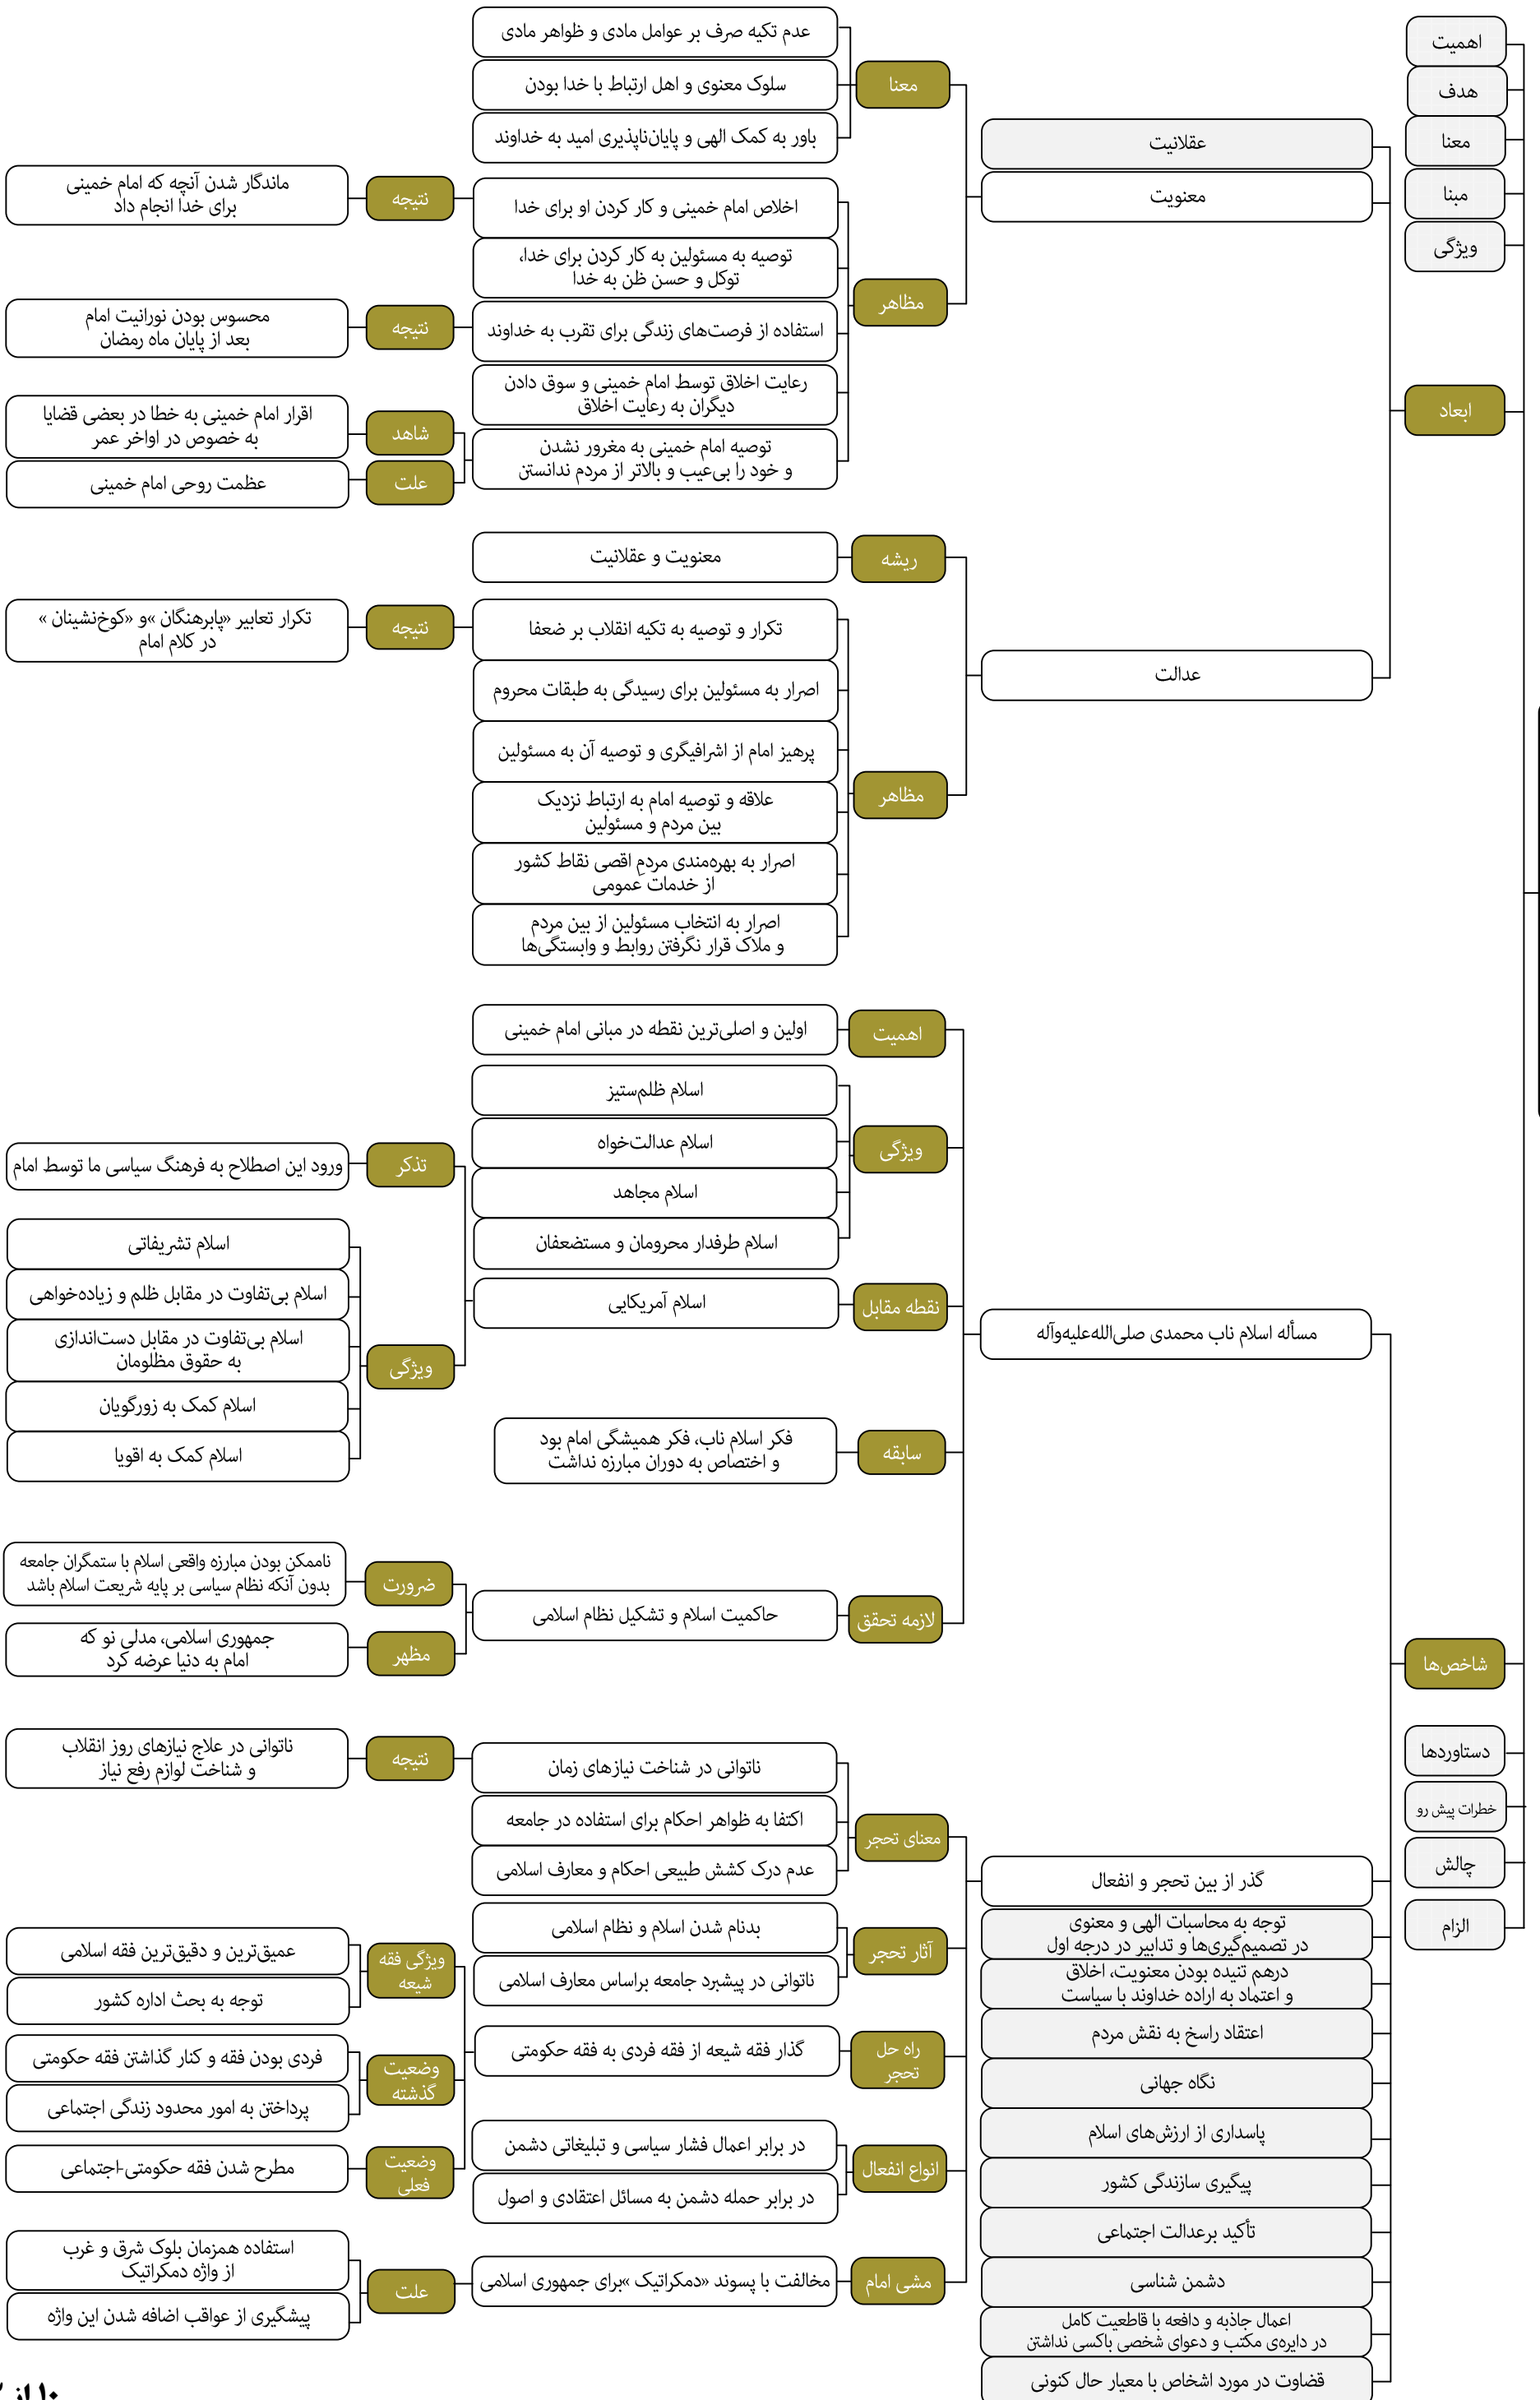 اهمیت
هدف
معنا
مبنا
ویژگی
ابعاد
عقلانیت
معنویت
معنا
عدم تکیه صرف بر عوامل مادی و ظواهر مادی
سلوک معنوی و اهل ارتباط با خدا بودن
باور به کمک الهی و پایان‌ناپذیری امید به خداوند
مظاهر
اخلاص امام خمینی و کار کردن او برای خدا
نتیجه
ماندگار شدن آنچه که امام خمینی
برای خدا انجام داد
توصیه به مسئولین به کار کردن برای خدا،
توکل و حسن ظن به خدا
استفاده از فرصت‌های زندگی برای تقرب به خداوند
نتیجه
محسوس بودن نورانیت امام
بعد از پایان ماه رمضان
رعایت اخلاق توسط امام خمینی و سوق دادن
دیگران به رعایت اخلاق
توصیه امام خمینی به مغرور نشدن
و خود را بی‌عیب و بالاتر از مردم ندانستن
شاهد
اقرار امام خمینی به خطا در بعضی قضایا
به خصوص در اواخر عمر
علت
عظمت روحی امام خمینی
عدالت
ریشه
معنویت و عقلانیت
مظاهر
تکرار و توصیه به تکیه انقلاب بر ضعفا
نتیجه
تکرار تعابیر «پابرهنگان »و «کوخ‌نشینان »
در کلام امام
اصرار به مسئولین برای رسیدگی به طبقات محروم
پرهیز امام از اشرافیگری و توصیه آن به مسئولین
علاقه و توصیه امام به ارتباط نزدیک
بین مردم و مسئولین
اصرار به بهره‌مندی مردمِ اقصی نقاط کشور
از خدمات عمومی
اصرار به انتخاب مسئولین از بین مردم
و ملاک قرار نگرفتن روابط و وابستگی‌ها
شاخص‌ها
مسأله اسلام ناب محمدی صلی‌الله‌علیه‌وآله
اهمیت
اولین و اصلی‌ترین نقطه در مبانی امام خمینی
ویژگی
اسلام ظلم‌ستیز
اسلام عدالت‌خواه
اسلام مجاهد
اسلام طرفدار محرومان و مستضعفان
نقطه مقابل
اسلام آمریکایی
تذکر
ورود این اصطلاح به فرهنگ سیاسی ما توسط امام
ویژگی
اسلام تشریفاتی
اسلام بی‌تفاوت در مقابل ظلم و زیاده‌خواهی
اسلام بی‌تفاوت در مقابل دست‌اندازی
به حقوق مظلومان
اسلام کمک به زورگویان
اسلام کمک به اقویا
سابقه
فکر اسلام ناب، فکر همیشگی امام بود
و اختصاص به دوران مبارزه نداشت
لازمه تحقق
حاکمیت اسلام و تشکیل نظام اسلامی
ضرورت
ناممکن بودن مبارزه واقعی اسلام با ستمگران جامعه
بدون آنکه نظام سیاسی بر پایه شریعت اسلام باشد
مظهر
جمهوری اسلامی، مدلی نو که
امام به دنیا عرضه کرد
گذر از بین تحجر و انفعال
معنای تحجر
ناتوانی در شناخت نیازهای زمان
نتیجه
ناتوانی در علاج نیازهای روز انقلاب
و شناخت لوازم رفع نیاز
اکتفا به ظواهر احکام برای استفاده در جامعه
عدم درک کشش طبیعی احکام و معارف اسلامی
آثار تحجر
بدنام شدن اسلام و نظام اسلامی
ناتوانی در پیشبرد جامعه براساس معارف اسلامی
راه حل
تحجر
گذار فقه شیعه از فقه فردی به فقه حکومتی
ویژگی فقه
شیعه
عمیق‌ترین و دقیق‌ترین فقه اسلامی
توجه به بحث اداره کشور
وضعیت
گذشته
فردی بودن فقه و کنار گذاشتن فقه حکومتی
پرداختن به امور محدود زندگی اجتماعی
وضعیت
فعلی
مطرح شدن فقه حکومتی-اجتماعی
انواع انفعال
در برابر اعمال فشار سیاسی و تبلیغاتی دشمن
در برابر حمله دشمن به مسائل اعتقادی و اصول
مشی امام
مخالفت با پسوند «دمکراتیک »برای جمهوری اسلامی
علت
استفاده همزمان بلوک شرق و غرب
از واژه دمکراتیک
پیشگیری از عواقب اضافه شدن این واژه
توجه به محاسبات الهی و معنوی
در تصمیم‌گیری‌ها و تدابیر در درجه اول
درهم تنیده بودن معنویت، اخلاق
و اعتماد به اراده خداوند با سیاست
اعتقاد راسخ به نقش مردم
نگاه جهانی
پاسداری از ارزش‌های اسلام
پیگیری سازندگی کشور
تأکید برعدالت اجتماعی
دشمن شناسی
اعمال جاذبه و دافعه با قاطعیت کامل
در دایره‌ی مکتب و دعوای شخصی باکسی نداشتن
قضاوت در مورد اشخاص با معیار حال کنونی
دستاوردها
خطرات پیش رو
چالش
الزام
۱۰ از